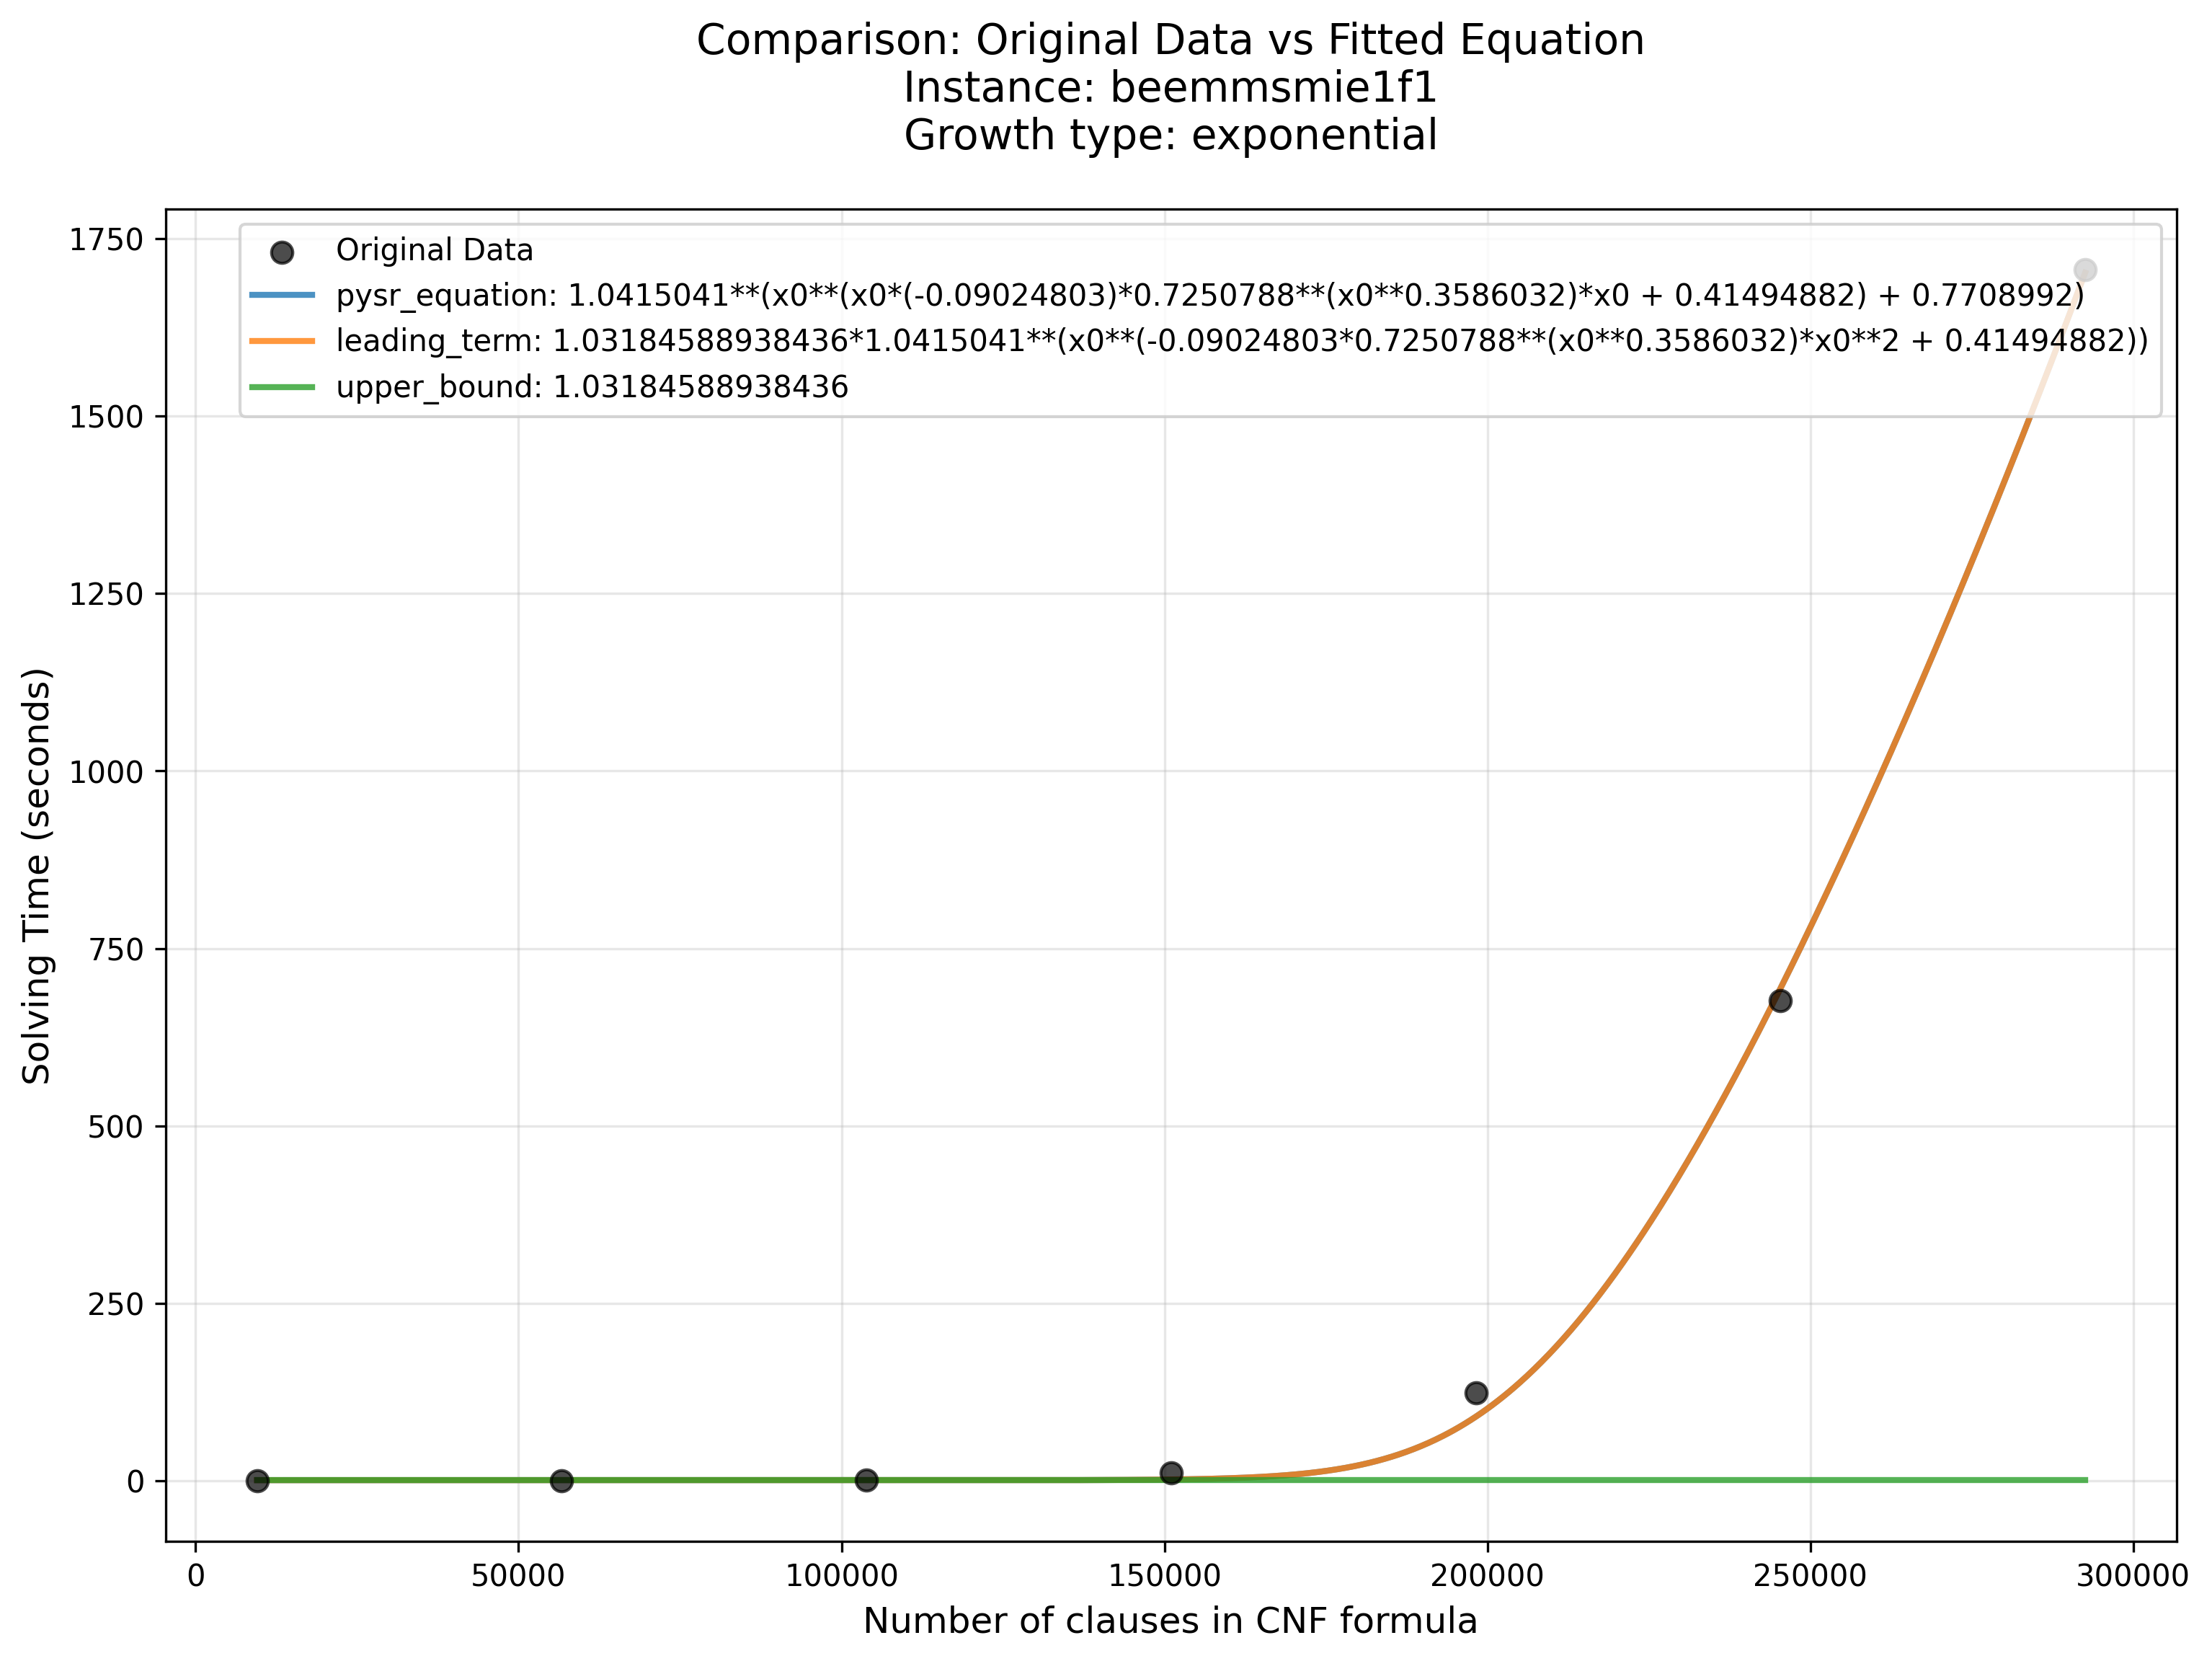 Comparison: Original Data vs Fitted Equation
Instance: beemmsmie1f1
Growth type: exponential
Original Data
pysr_equation: 1.0415041**(x0**(x0*(-0.09024803)*0.7250788**(x0**0.3586032)*x0 + 0.41494882) + 0.7708992)
leading_term: 1.03184588938436*1.0415041**(x0**(-0.09024803*0.7250788**(x0**0.3586032)*x0**2 + 0.41494882))
upper_bound: 1.03184588938436
1750
1500
1250
1000
750
500
250
0
Solving Time (seconds)
0 50000 100000 150000 200000 250000 300000
Number of clauses in CNF formula